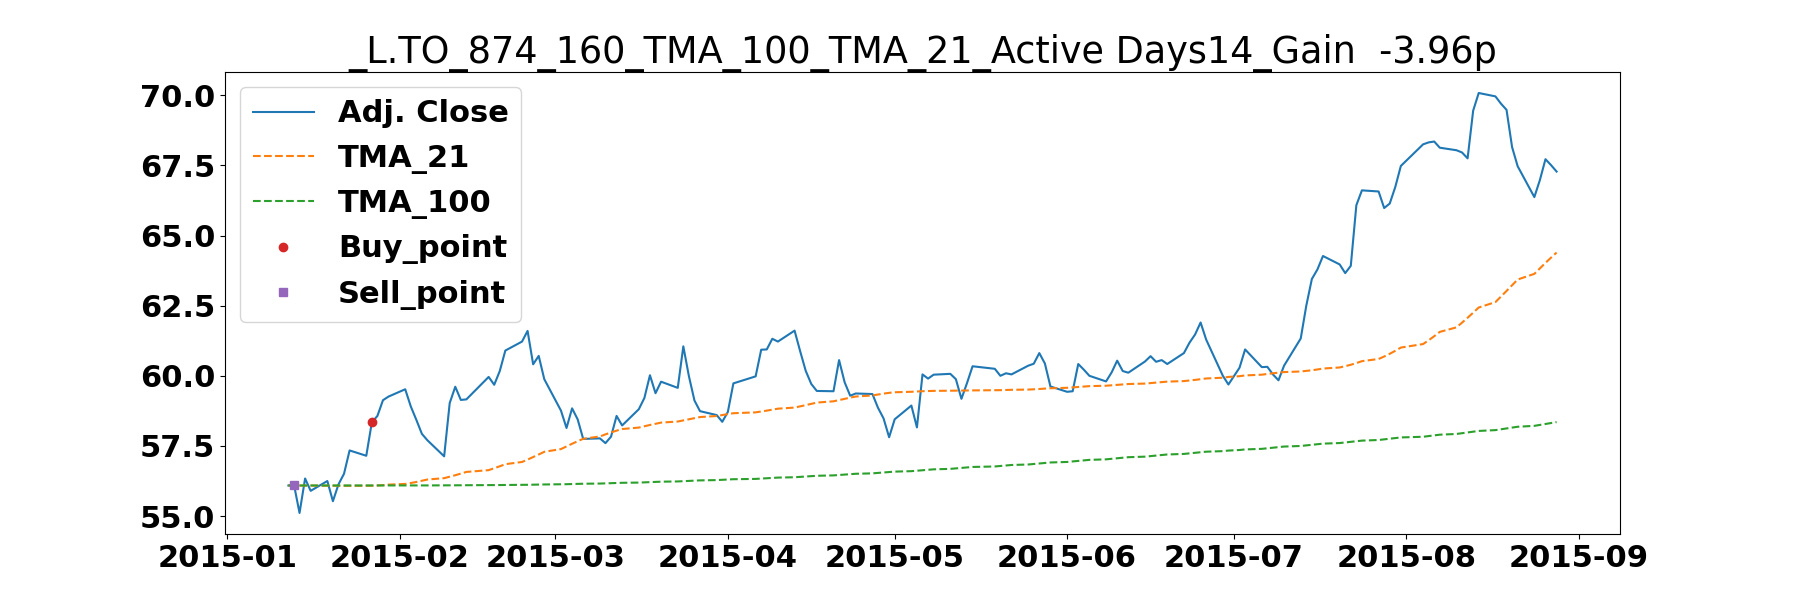 _L.TO_874_160_TMA_100_TMA_21_Active Days14_Gain  -3.96p
70.0
67.5
65.0
62.5
60.0
57.5
55.0
Adj. Close
TMA_21
TMA_100
Buy_point
Sell_point
2015-01 2015-02 2015-03 2015-04 2015-05 2015-06 2015-07 2015-08 2015-09